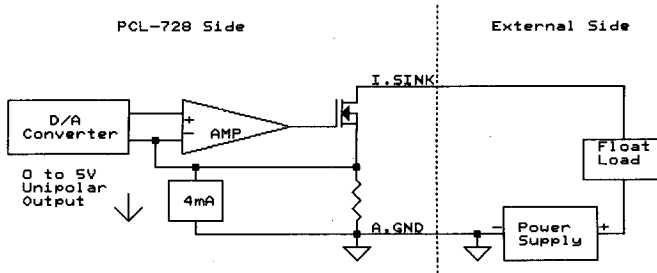 PCL-728 Side
External Side
I.SINK
D/A
Converter
+
-
AMP
Float
Load
0 to 5V
Unipolar
Output
4mA
A.GND
-
Power
Supply
+